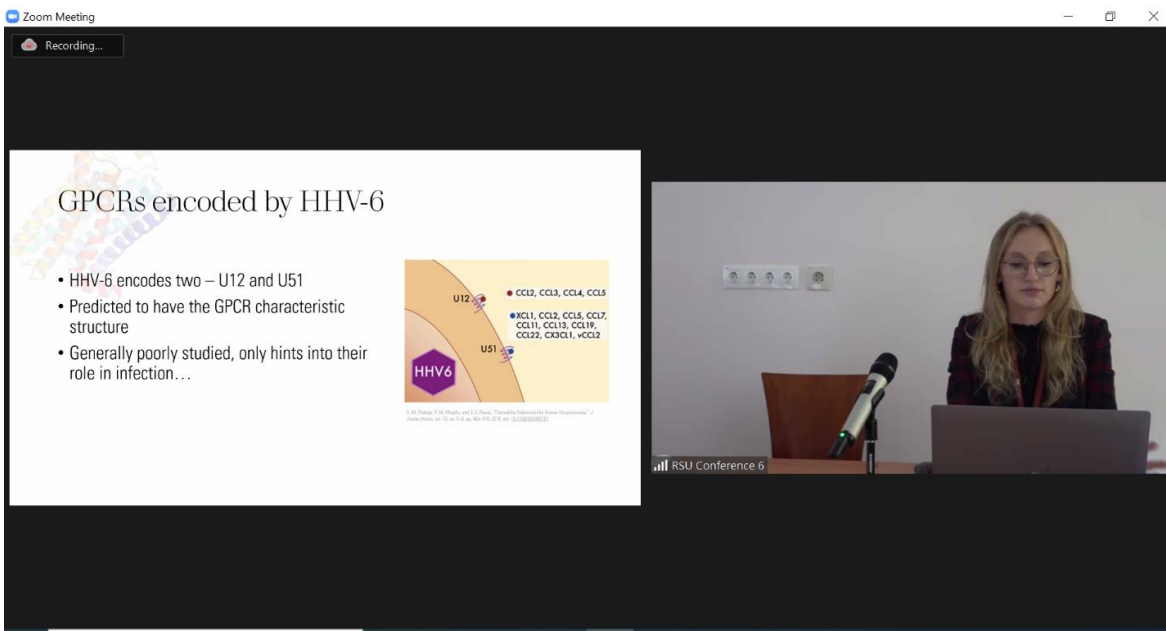 Zoom Meeting
Recording...
GPCRs encoded by HHV-6
• HHV-6 encodes two – U12 and U51
• Predicted to have the GPCR characteristic
structure
• Generally poorly studied, only hints into their
role in infection…
U12
CCL2, CCL3, CCL4, CCL5
XCL1, CCL2, CCL5, CCL7,
CCL11, CCL13, CCL19,
CCL22, CX3CL1, vCCL2
U51
HHV6
RSU Conference 6